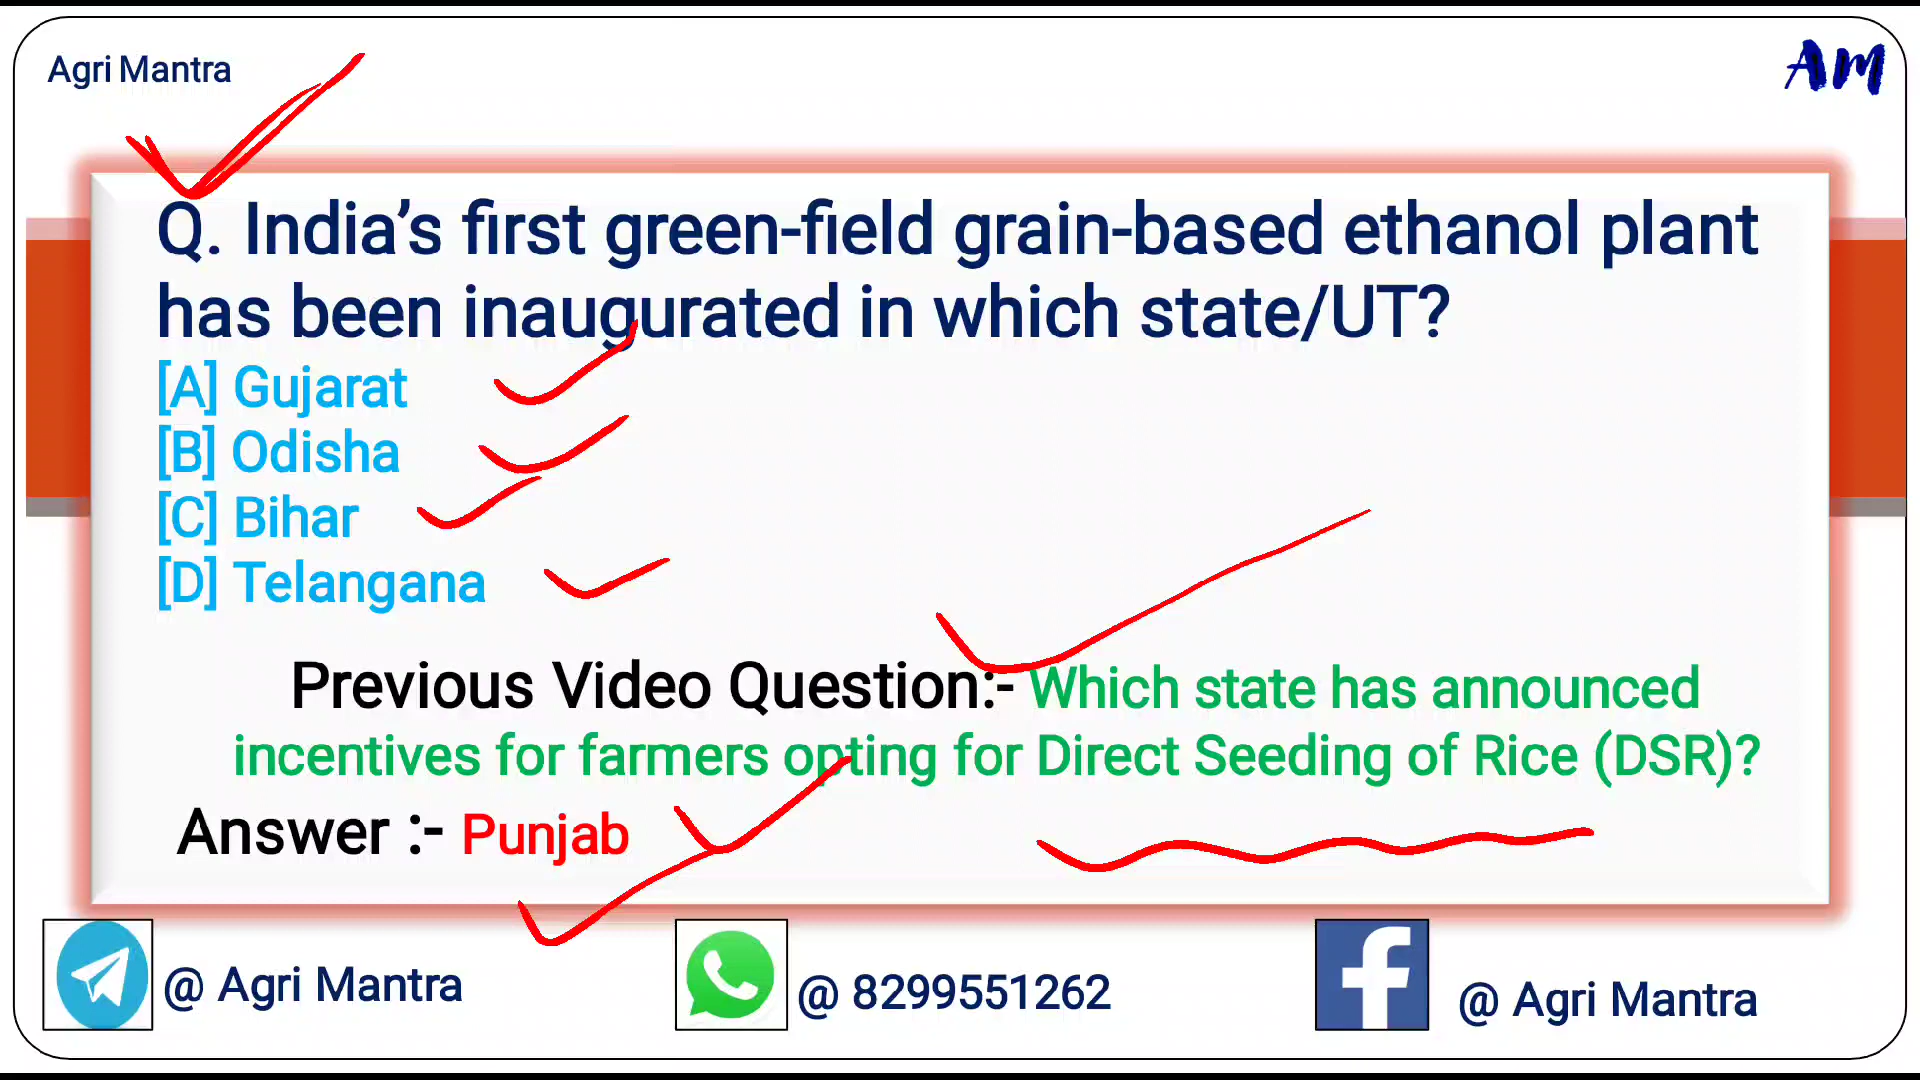 Agri Mantra
AM
Q. India’s first green-field grain-based ethanol plant
has been inaugurated in which state/UT?
[A] Gujarat
[B] Odisha
[C] Bihar
[D] Telangana
Previous Video Question:- Which state has announced
incentives for farmers opting for Direct Seeding of Rice (DSR)?
Answer :- Punjab
@ Agri Mantra
@ 8299551262
@ Agri Mantra